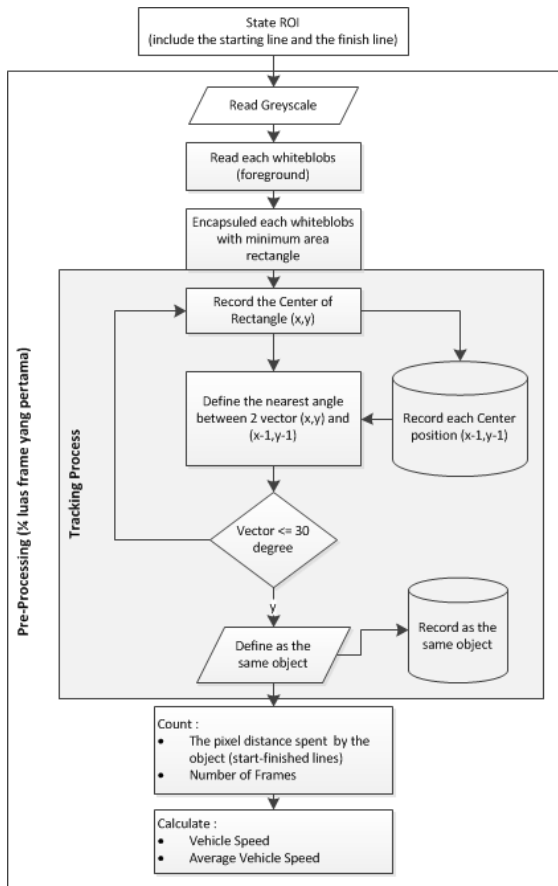 State ROI
(include the starting line and the finish line)
Read Greyscale
Read each whiteblobs
(foreground)
Encapsuled each whiteblobs
with minimum area
rectangle
Pre-Processing (¼ luas frame yang pertama)
Tracking Process
Record the Center of
Rectangle (x,y)
Define the nearest angle
between 2 vector (x,y) and
(x-1,y-1)
Record each Center
position (x-1,y-1)
Vector <= 30
degree
y
Define as the
same object
Record as the
same object
Count :
• The pixel distance spent by the
object (start-finished lines)
• Number of Frames
Calculate :
• Vehicle Speed
• Average Vehicle Speed